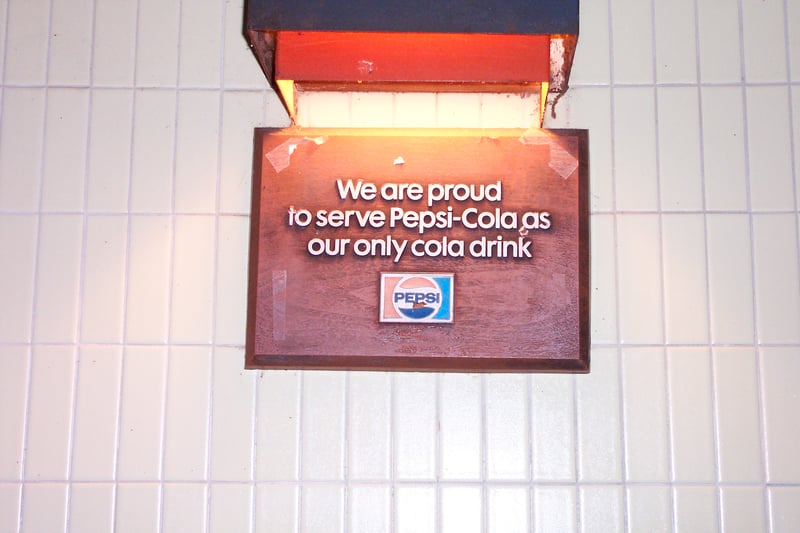 We are proud
to serve Pepsi-Cola as
our only cola drink
PEPSI